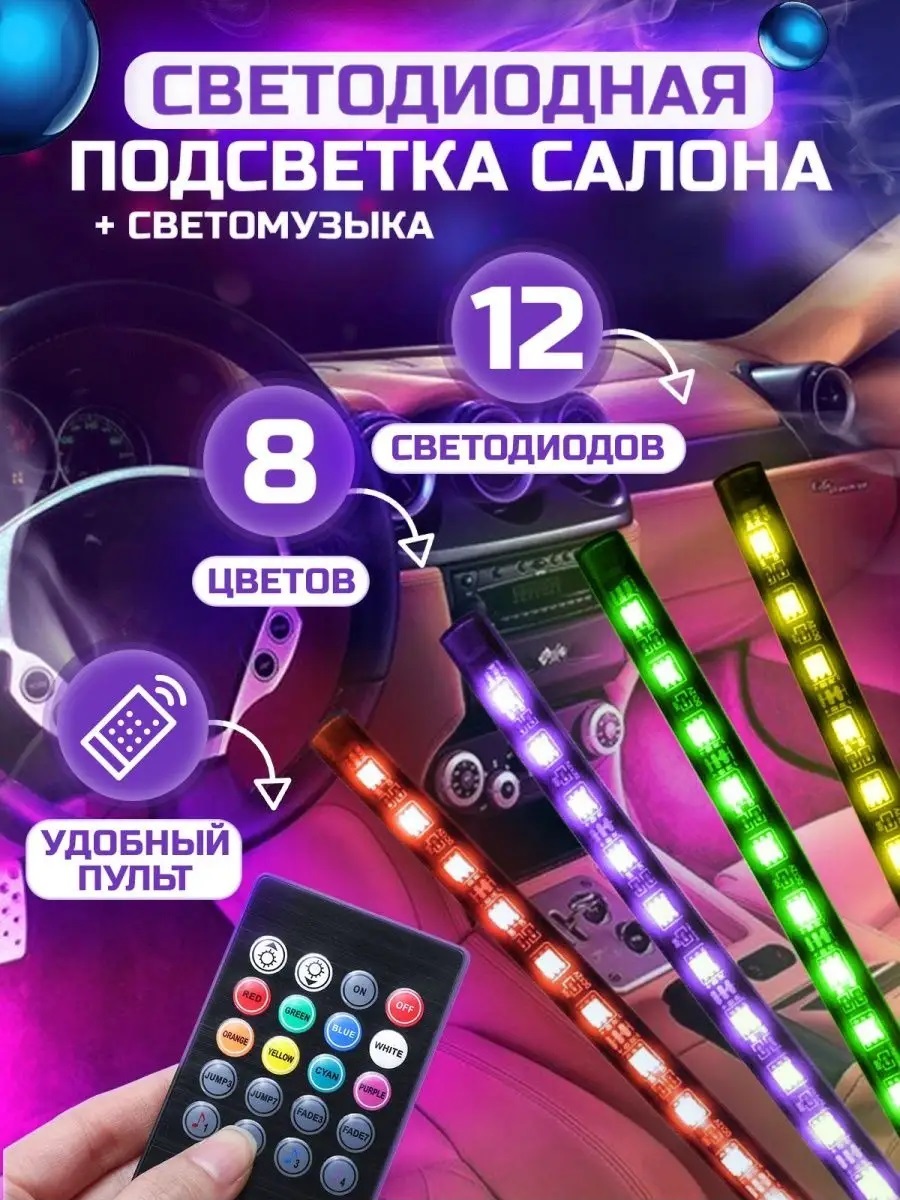 СВЕТОДИОДНАЯ
ПОДСВЕТКА САЛОНА
+ СВЕТОМУЗЫКА
12
СВЕТОДИОДОВ
8
ЦВЕТОВ
УДОБНЫЙ
ПУЛЬТ
ON
OFF
RED
GREEN
BLUE
WHITE
ORANGE
YELLOW
CYAN
PURPLE
JUMP3
JUMP7
FADE3
FADE7
1
3
4